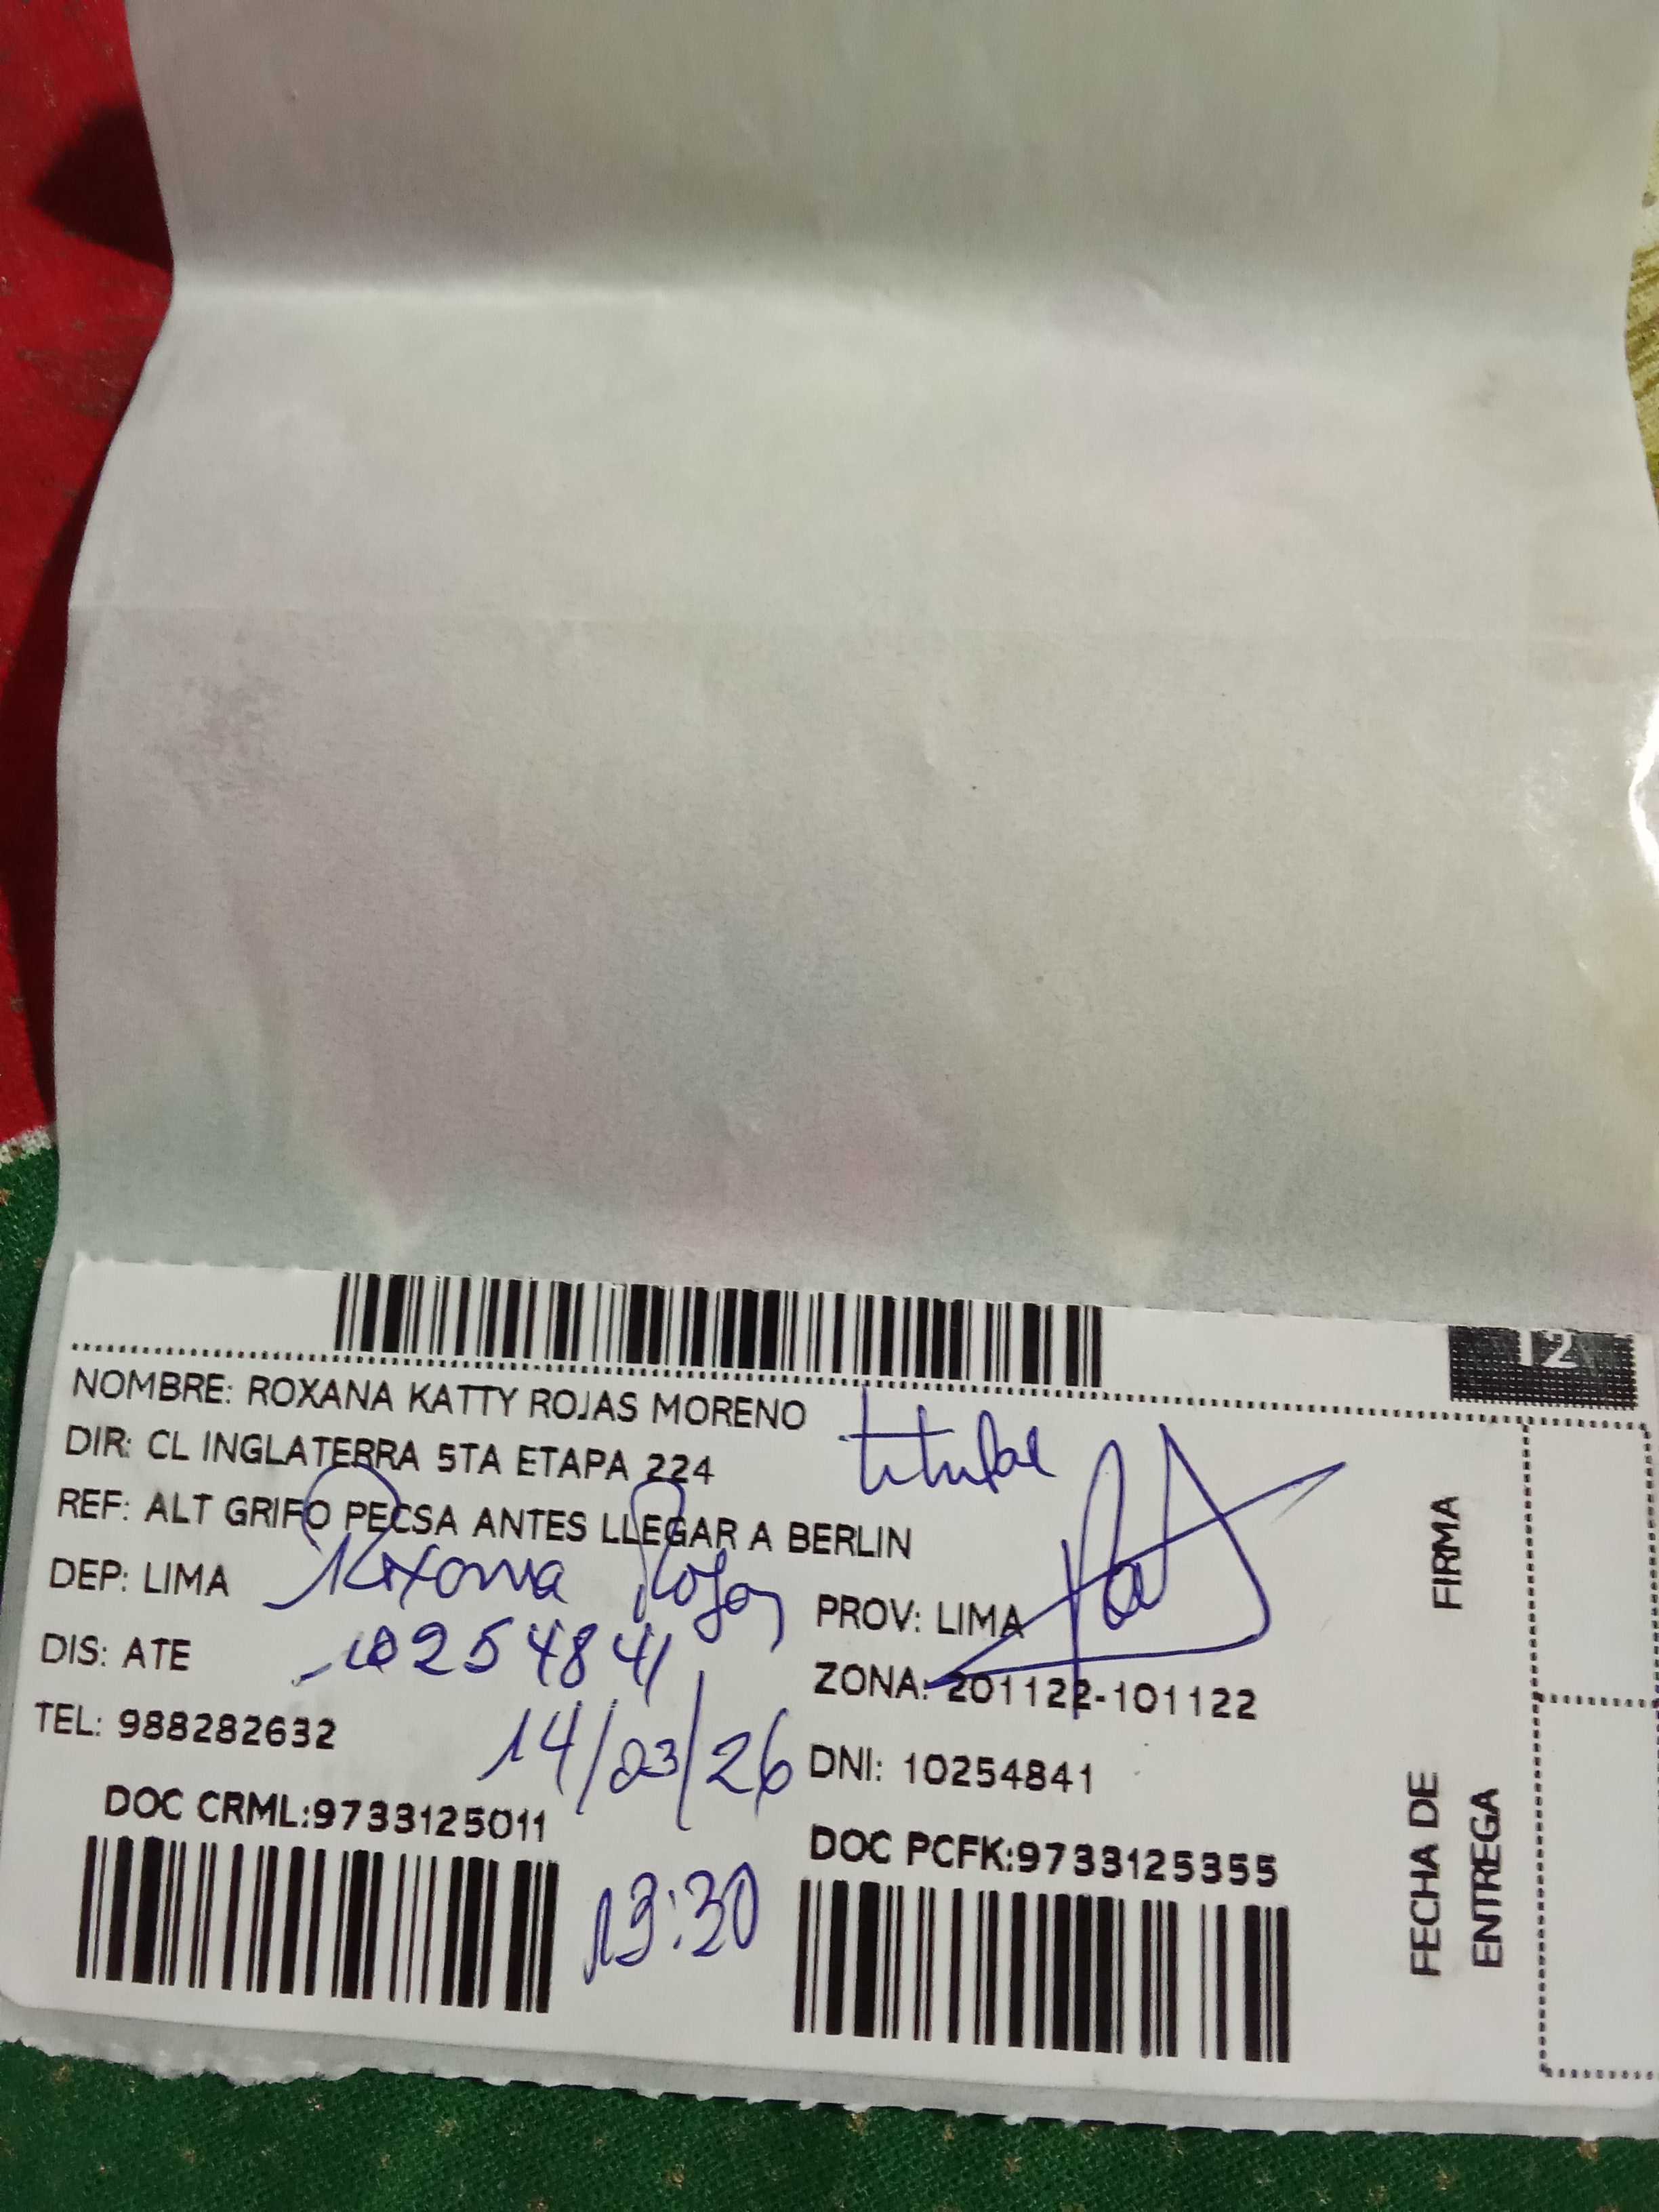 12
NOMBRE: ROXANA KATTY ROJAS MORENO
titular
DIR: CL INGLATERRA 5TA ETAPA 224
REF: ALT GRIFO PECSA ANTES LLEGAR A BERLIN
Roxana Rojas
DEP: LIMA
PROV: LIMA
10254841
DIS: ATE
ZONA: 201122-101122
TEL: 988282632
14/03/26
DNI: 10254841
DOC CRML:9733125011
DOC PCFK:9733125355
13:30
FIRMA
FECHA DE
ENTREGA